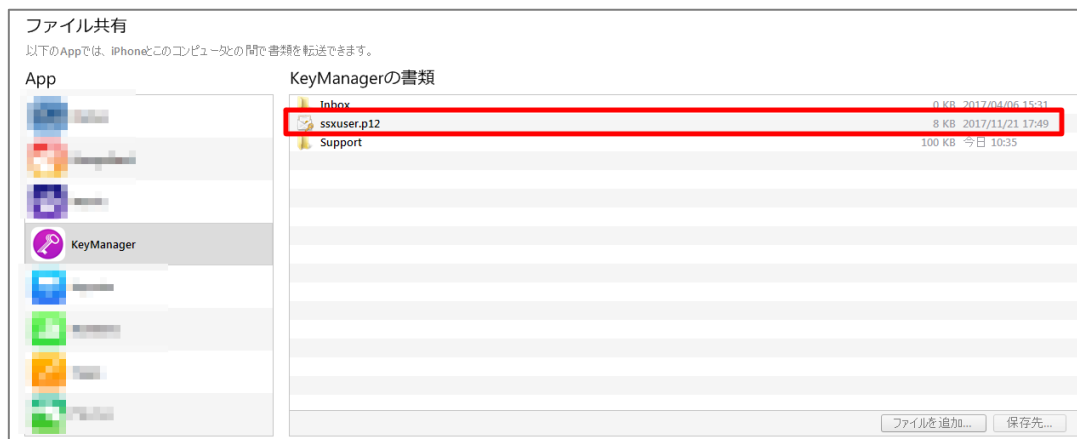 ファイル共有
以下のAppでは、iPhoneとこのコンピュータとの間で書類を転送できます。
App
KeyManagerの書類
Inbox 0 KB 2017/04/06 15:31
ssxuser.p12 8 KB 2017/11/21 17:49
Support 100 KB 今日 10:35
KeyManager
ファイルを追加... 保存先...